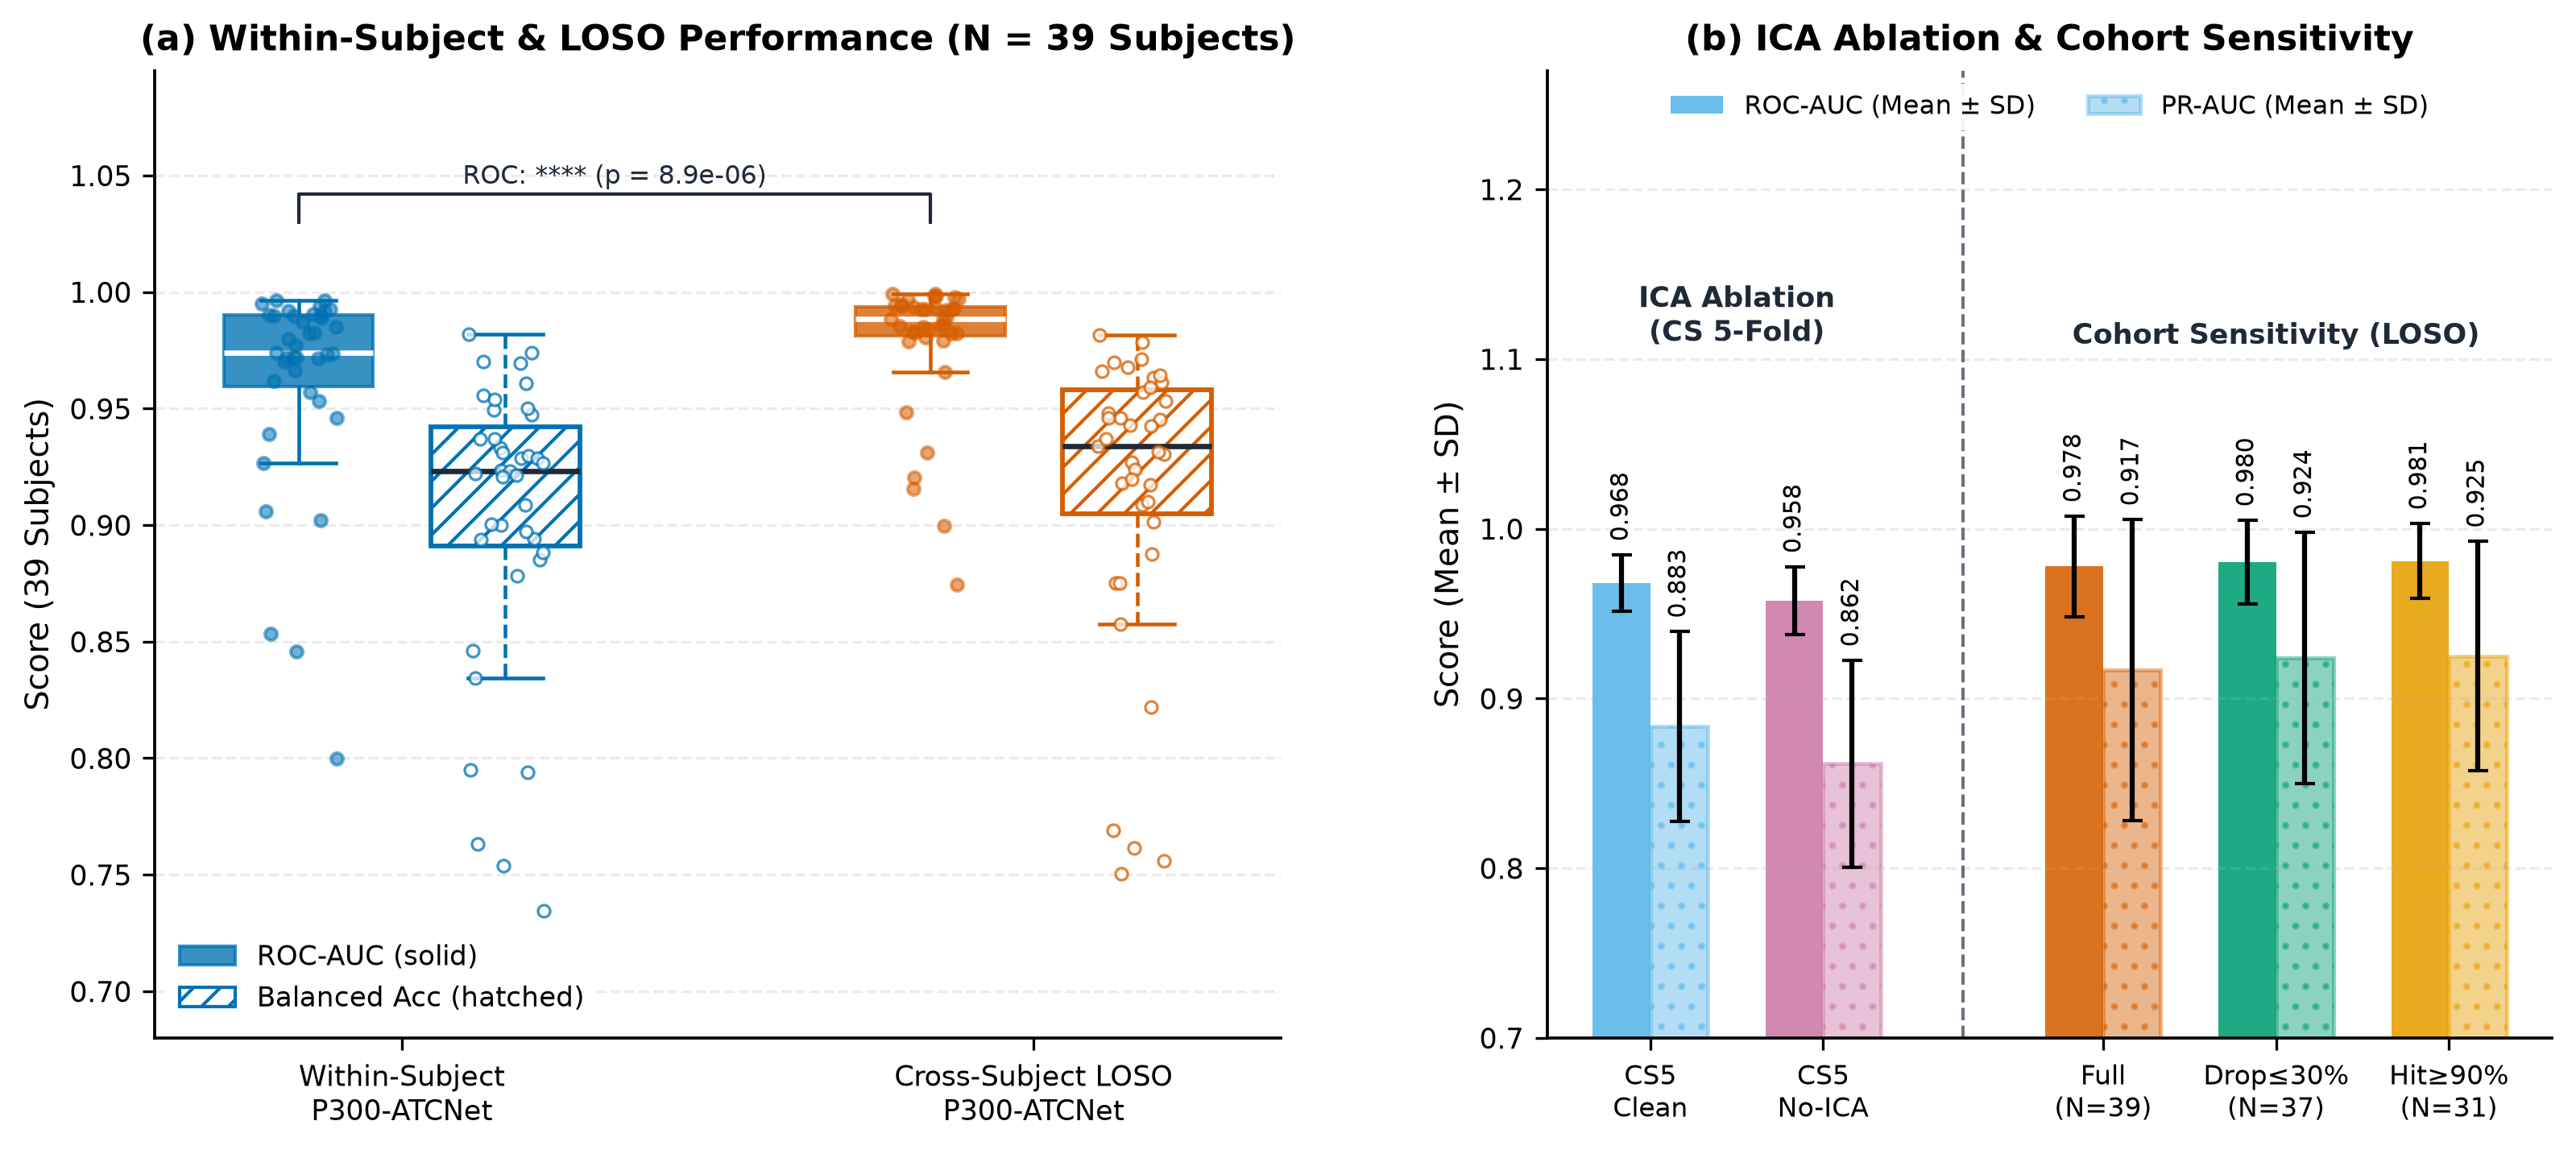 (a) Within-Subject & LOSO Performance (N = 39 Subjects)
Score (39 Subjects)
1.05
1.00
0.95
0.90
0.85
0.80
0.75
0.70
ROC: **** (p = 8.9e-06)
ROC-AUC (solid)
Balanced Acc (hatched)
Within-Subject
P300-ATCNet
Cross-Subject LOSO
P300-ATCNet
(b) ICA Ablation & Cohort Sensitivity
ROC-AUC (Mean ± SD)
PR-AUC (Mean ± SD)
Score (Mean ± SD)
1.2
1.1
1.0
0.9
0.8
0.7
ICA Ablation
(CS 5-Fold)
Cohort Sensitivity (LOSO)
0.968
0.883
0.958
0.862
0.978
0.917
0.980
0.924
0.981
0.925
CS5
Clean
CS5
No-ICA
Full
(N=39)
Drop≤30%
(N=37)
Hit≥90%
(N=31)